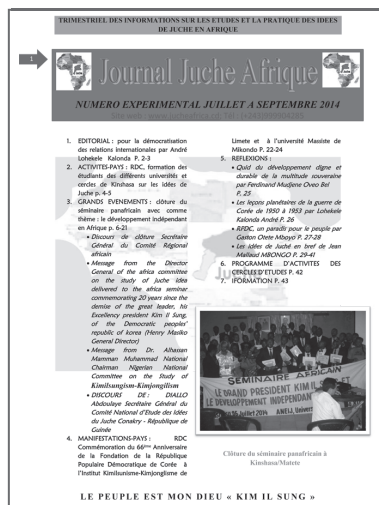 TRIMESTRIEL DES INFORMATIONS SUR LES ETUDES ET LA PRATIQUE DES IDEES
DE JUCHE EN AFRIQUE
1
Journal Juche Afrique
NUMERO EXPERIMENTAL JUILLET A SEPTEMBRE 2014
1. EDITORIAL : pour la démocratisation
des relations internationales par André
Lohekele Kalonda P. 2-3
2. ACTIVITES-PAYS : RDC, formation des
étudiants des différents universités et
cercles de Kinshasa sur les idées de
Juche p. 4-5
3. GRANDS EVENEMENTS : clôture du
séminaire panafricain avec comme
thème : le développement indépendant
en Afrique p. 6-21
• Discours de clôture Secrétaire
Général du Comité Régional
africain
• Message from the Director
General of the africa committee
on the study of Juche Idea
delivered to the africa seminar
commemorating 20 years since the
demise of the great leader, his
Excellency president Kim Il Sung,
of the Democratic peoples'
republic of korea (Henry Masiko
General Director)
• Message from Dr. Alhassan
Mamman Muhammad National
Chairman Nigerian National
Committee on the Study of
Kimilsungism-Kimjongilism
• DISCOURS DE : DIALLO
Abdoulaye Secrétaire Général du
Comité National d'Etude des Idées
du Juche Conakry - République de
Guinée
4. MANIFESTATIONS-PAYS : RDC
Commémoration du 66ème Anniversaire
de la Fondation de la République
Populaire Démocratique de Corée à
l'Institut Kimilsunisme-Kimjonglisme de
Limete et à l'université Massiste de
Mikondo P. 22-24
5. REFLEXIONS :
• Quid du développement digne et
durable de la multitude souveraine
par Ferdinand Mudjene Oveo Bel
P. 25
• Les leçons planétaires de la guerre de
Corée de 1950 à 1953 par Lohekele
Kalonda André P. 26
• RPDC, un paradis pour le peuple par
Gaston Otete Mboyo P. 27-28
• Les idées de Juché en bref de Jean
Mallaud MBONGO P. 29-41
6. PROGRAMME D'ACTIVITES DES
CERCLES D'ETUDES P. 42
7. IFORMATION P. 43
SEMINAIRE AFRICAIN
LE GRAND PRESIDENT KIM IL SUNG
LE DEVELOPPEMENT INDEPENDANT
Juillet 2014
Clôture du séminaire panafricain à
Kinshasa/Matete
LE PEUPLE EST MON DIEU « KIM IL SUNG »